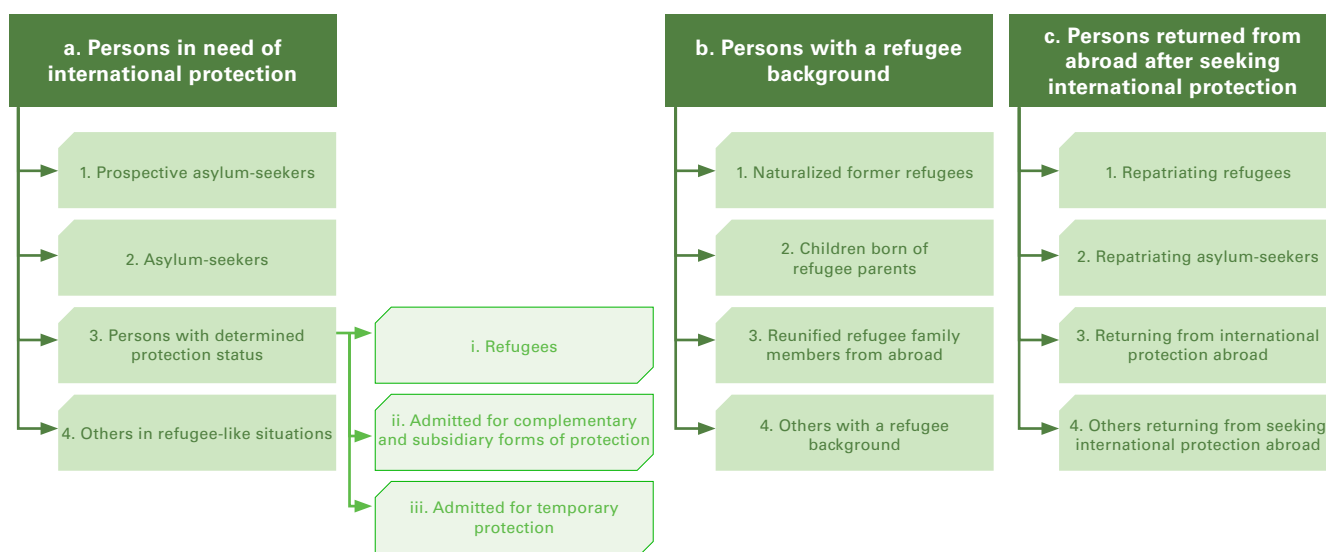 a. Persons in need of
international protection
1. Prospective asylum-seekers
2. Asylum-seekers
3. Persons with determined
protection status
4. Others in refugee-like situations
i. Refugees
ii. Admitted for complementary
and subsidiary forms of protection
iii. Admitted for temporary
protection
b. Persons with a refugee
background
1. Naturalized former refugees
2. Children born of
refugee parents
3. Reunified refugee family
members from abroad
4. Others with a refugee
background
c. Persons returned from
abroad after seeking
international protection
1. Repatriating refugees
2. Repatriating asylum-seekers
3. Returning from international
protection abroad
4. Others returning from seeking
international protection abroad